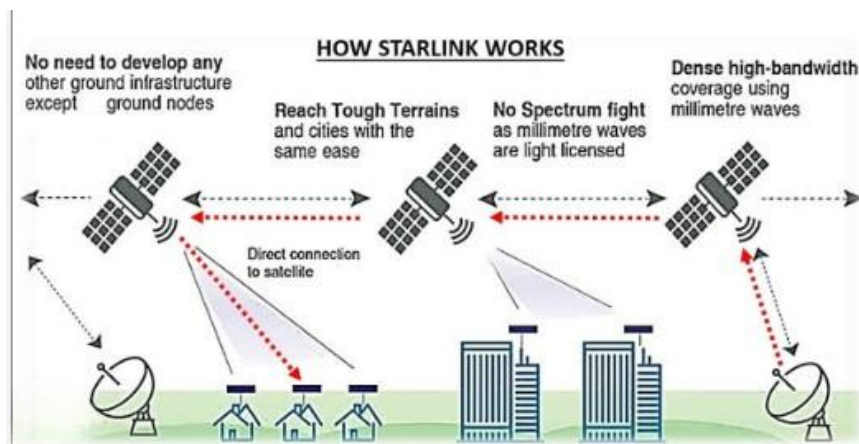 HOW STARLINK WORKS
No need to develop any
other ground infrastructure
except ground nodes
Reach Tough Terrains
and cities with the
same ease
No Spectrum fight
as millimetre waves
are light licensed
Dense high-bandwidth
coverage using
millimetre waves
Direct connection
to satellite